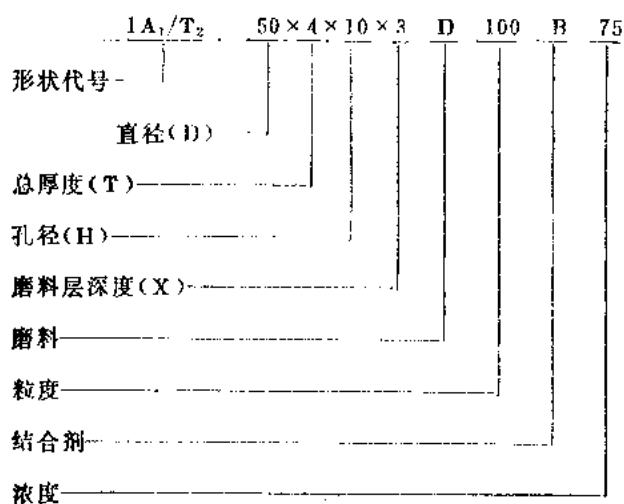 1A₁/T₂ 50×4×10×3 D 100 B 75
形状代号
直径(D)
总厚度(T)
孔径(H)
磨料层深度(X)
磨料
粒度
结合剂
浓度